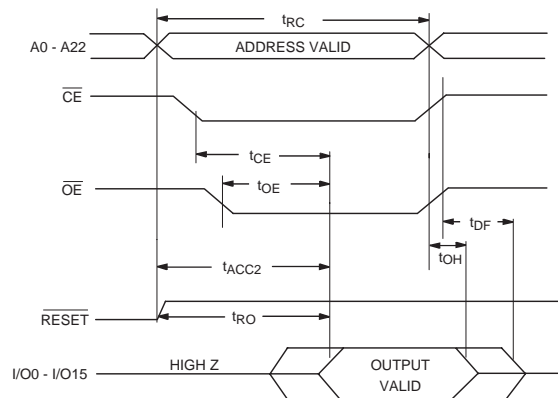 tRC
A0 - A22
ADDRESS VALID
CE
tCE
tOE
OE
tDF
tOH
tACC2
tRO
RESET
HIGH Z
I/O0 - I/O15
OUTPUT
VALID